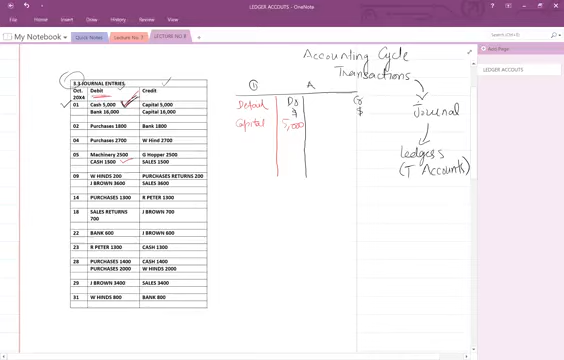 LEDGER ACCOUTS - OneNote
File Home Insert Draw History Review View
My Notebook Quick Notes Lecture No 7 LECTURE NO 8
Add Page
LEDGER ACCOUTS
3.3 JOURNAL ENTRIES
Oct. 20X4 Debit Credit
01 Cash 5,000 Capital 5,000
Bank 16,000 Capital 16,000
02 Purchases 1800 Bank 1800
04 Purchases 2700 W Hind 2700
05 Machinery 2500 G Hopper 2500
CASH 1500 SALES 1500
09 W HINDS 200 PURCHASES RETURNS 200
J BROWN 3600 SALES 3600
14 PURCHASES 1300 R PETER 1300
18 SALES RETURNS 700 J BROWN 700
22 BANK 600 J BROWN 600
23 R PETER 1300 CASH 1300
28 PURCHASES 1400 CASH 1400
PURCHASES 2000 W HINDS 2000
29 J BROWN 3400 SALES 3400
31 W HINDS 800 BANK 800
Accounting Cycle
Transactions
Journal
Ledgers
(T Accounts)
① A
Detail Dr Cr
$ $
Capital 5,000